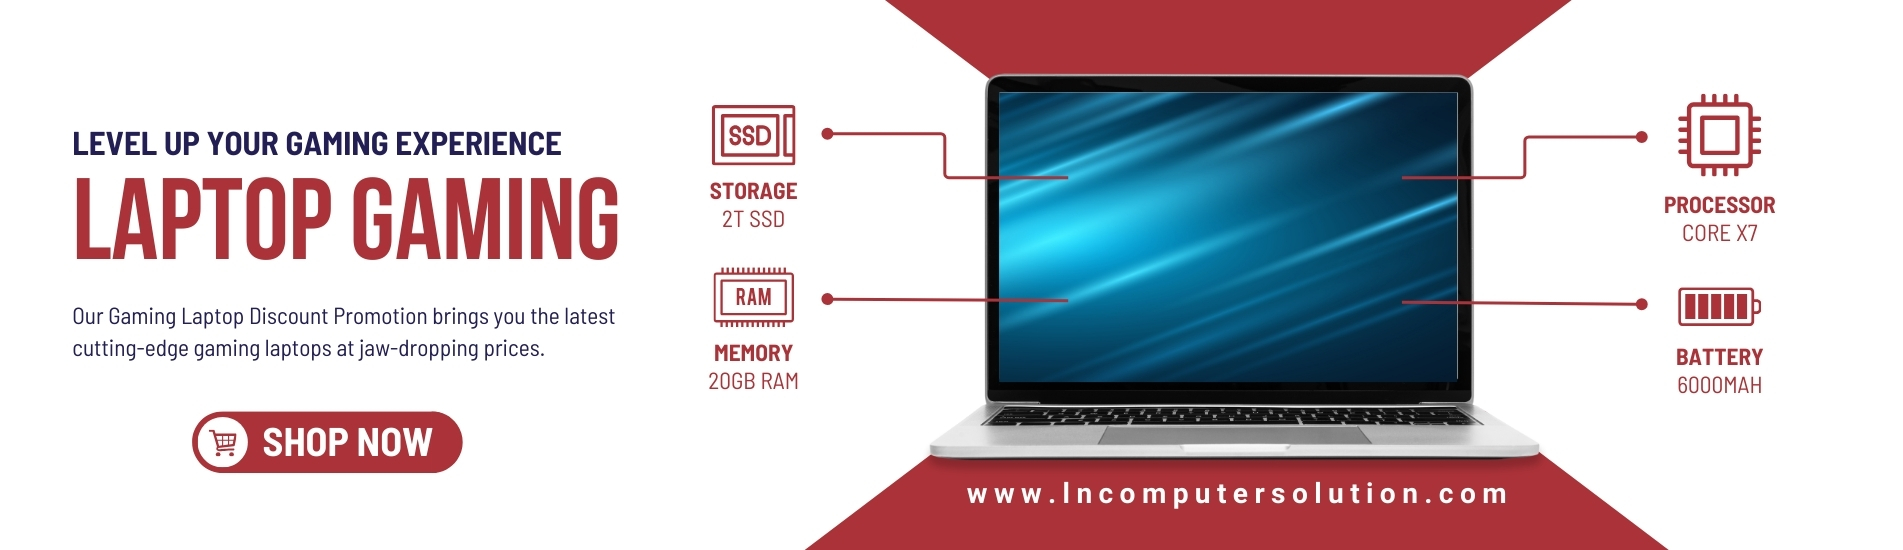 LEVEL UP YOUR GAMING EXPERIENCE
LAPTOP GAMING
Our Gaming Laptop Discount Promotion brings you the latest
cutting-edge gaming laptops at jaw-dropping prices.
SHOP NOW
SSD
STORAGE
2T SSD
RAM
MEMORY
20GB RAM
PROCESSOR
CORE X7
BATTERY
6000MAH
www.Incomputersolution.com